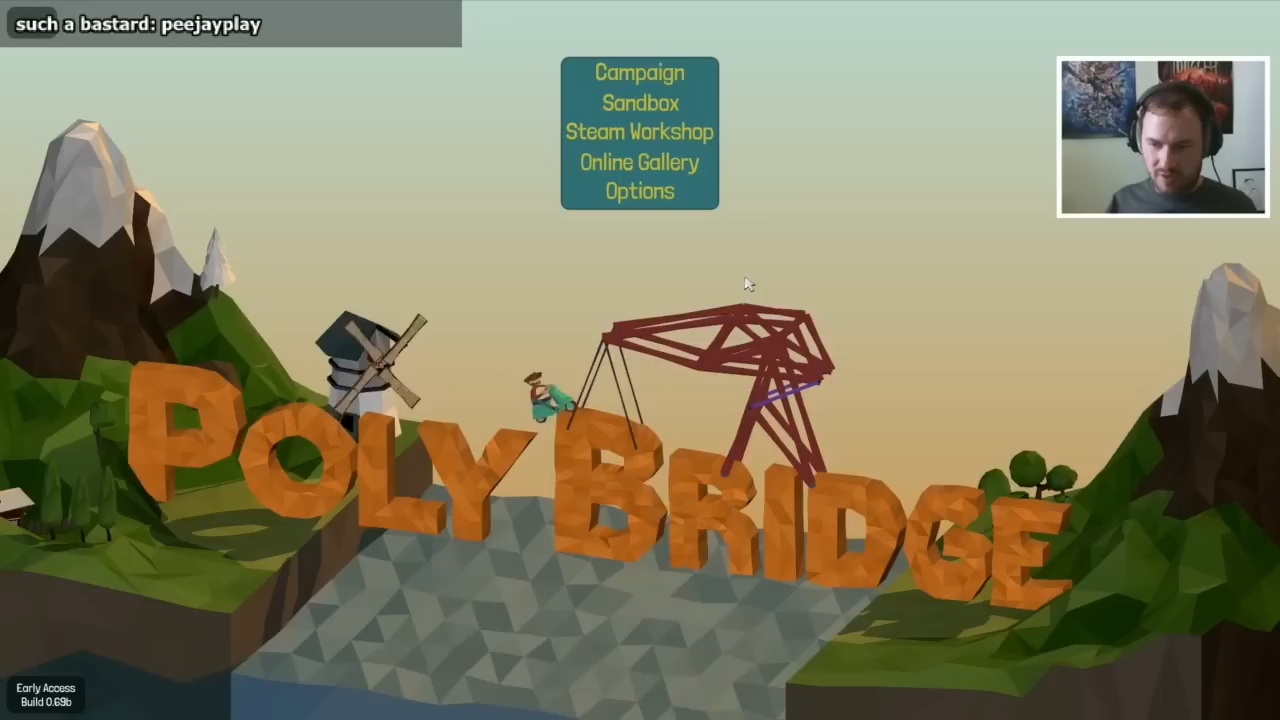 such a bastard: peejayplay
Campaign
Sandbox
Steam Workshop
Online Gallery
Options
POLY BRIDGE
Early Access
Build 0.69b